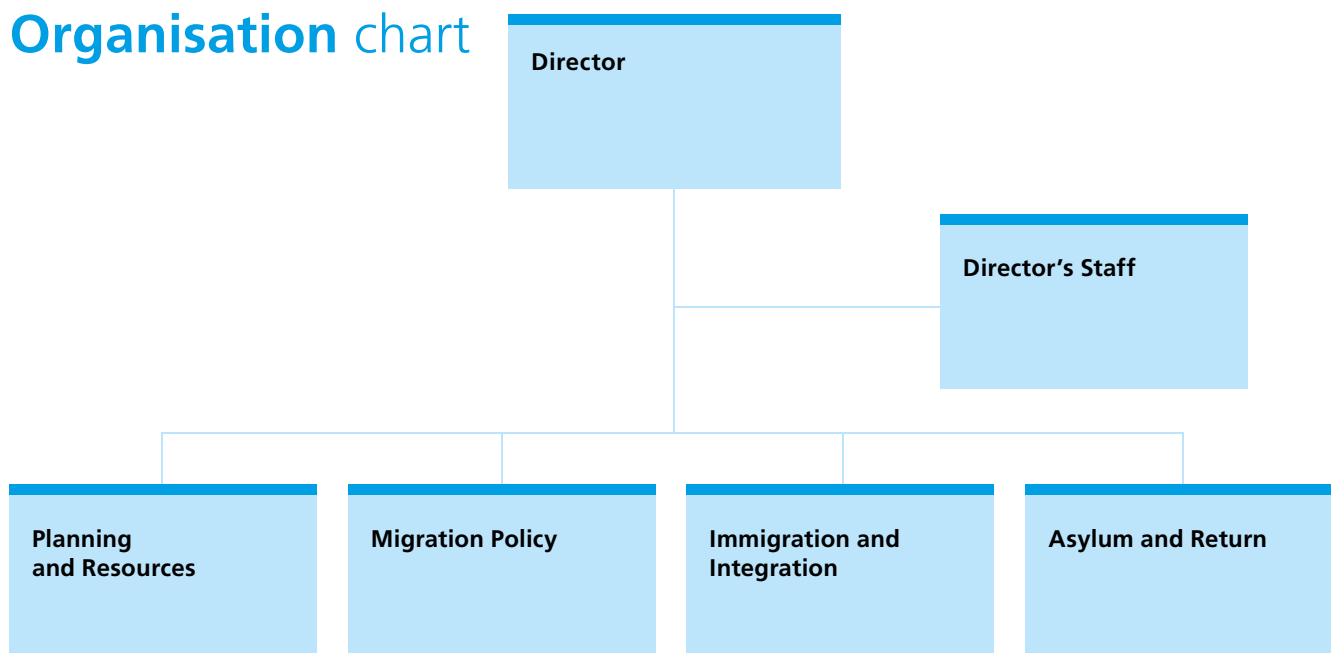 Organisation chart
Director
Director’s Staff
Planning
and Resources
Migration Policy
Immigration and
Integration
Asylum and Return